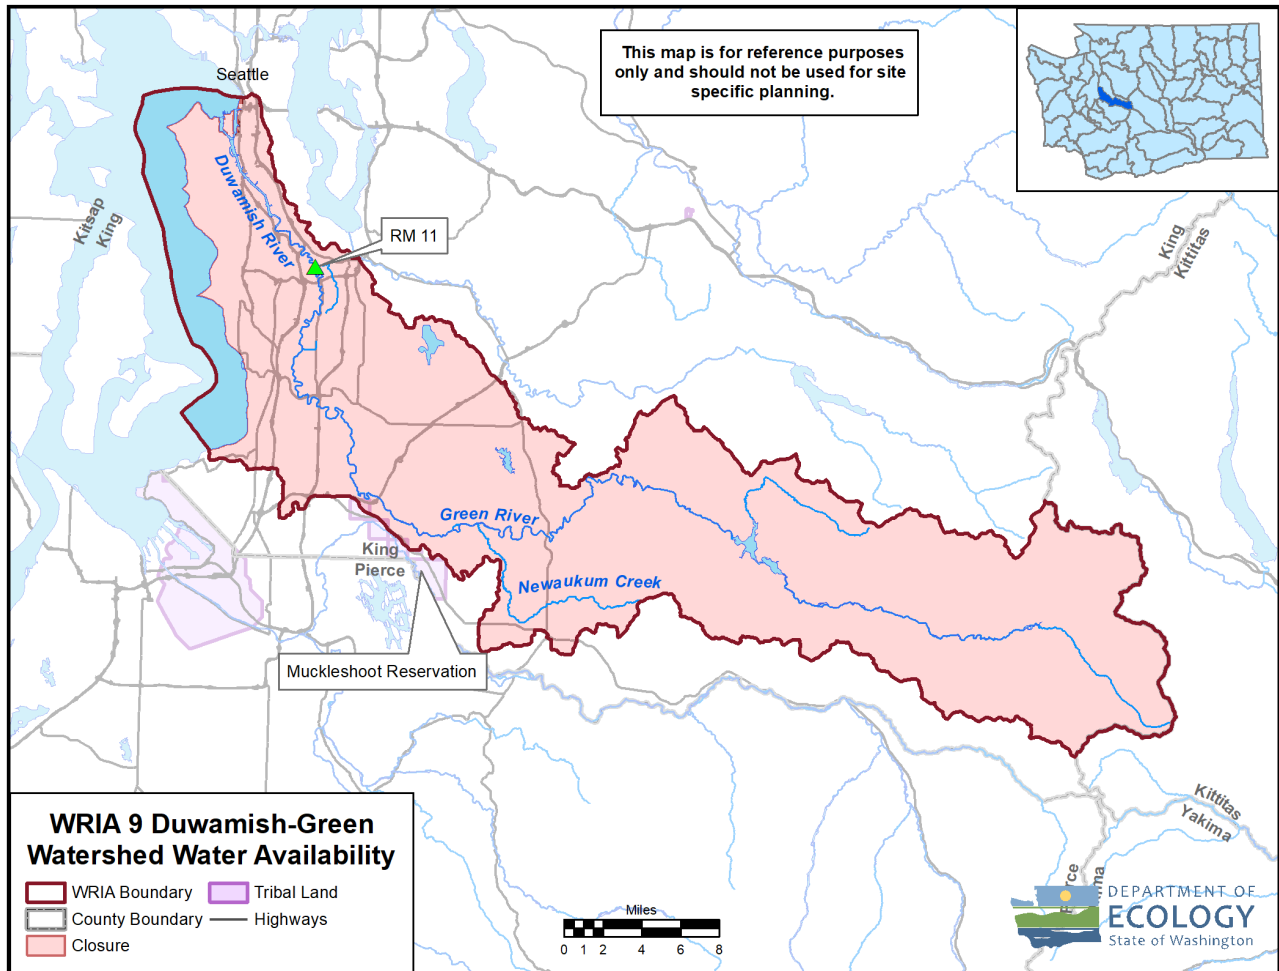 This map is for reference purposes
only and should not be used for site
specific planning.
Seattle
Duwamish River
RM 11
Kitsap
King
King
Kittitas
Green River
King
Pierce
Newaukum Creek
Muckleshoot Reservation
Kittitas
Yakima
WRIA 9 Duwamish-Green
Watershed Water Availability
WRIA Boundary
Tribal Land
County Boundary
Highways
Closure
Miles
0 1 2 4 6 8
DEPARTMENT OF
ECOLOGY
State of Washington